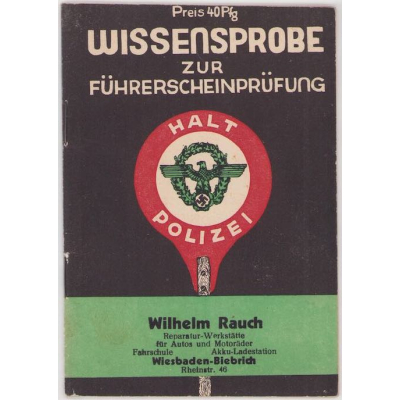 Preis 40 Pfg
WISSENSPROBE
ZUR
FÜHRERSCHEINPRÜFUNG
HALT
POLIZEI
Wilhelm Rauch
Reparatur-Werkstätte
für Autos und Motoräder
Fahrschule Akku-Ladestation
Wiesbaden-Biebrich
Rheinstr. 46